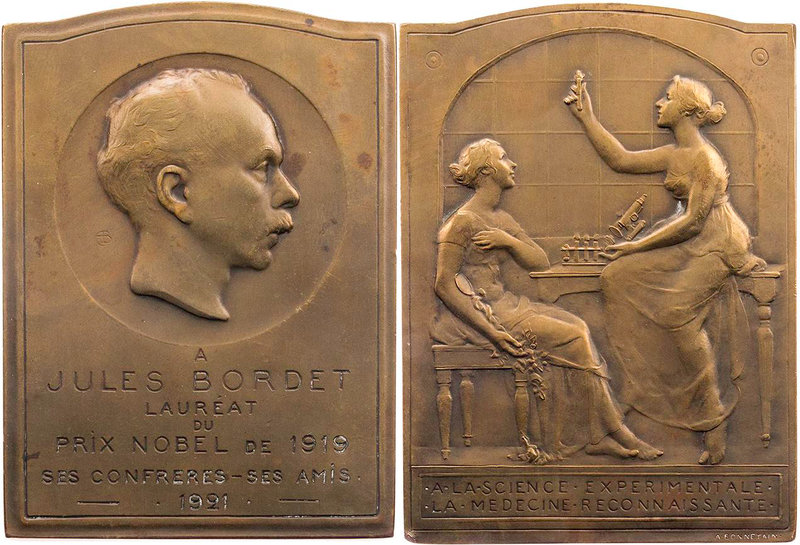 A
JULES BORDET
LAURÉAT
DU
PRIX NOBEL DE 1919
SES CONFRERES – SES AMIS.
1921
·A·LA·SCIENCE·EXPERIMENTALE·
·LA·MEDECINE·RECONNAISSANTE·
A BONNETAIN